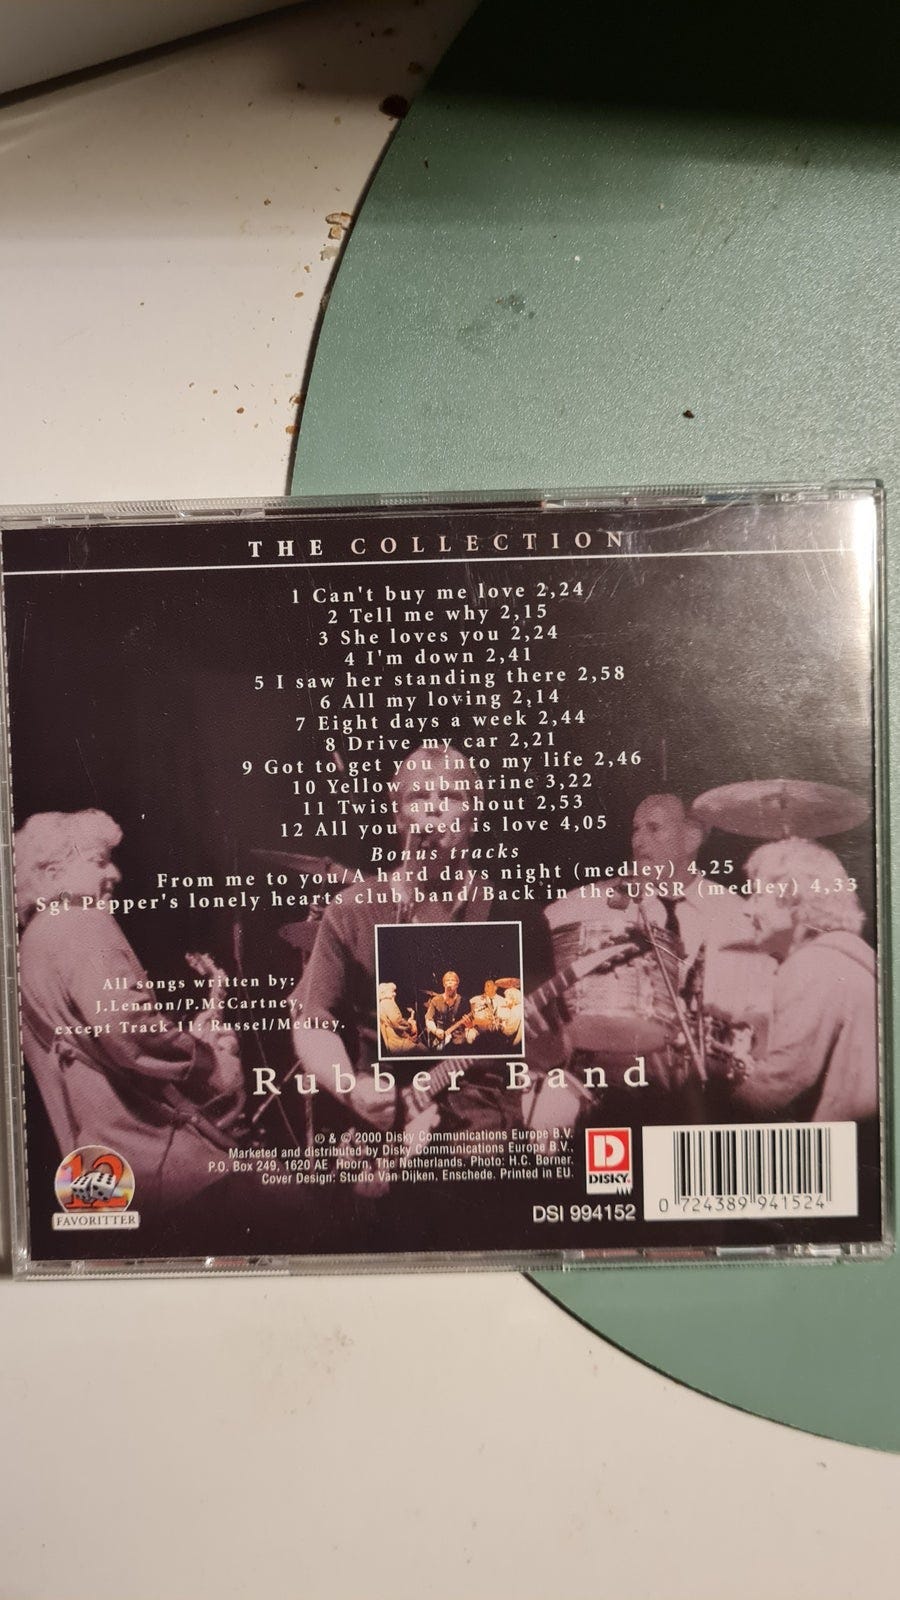 THE COLLECTION
1 Can't buy me love 2,24
2 Tell me why 2,15
3 She loves you 2,24
4 I'm down 2,41
5 I saw her standing there 2,58
6 All my loving 2,14
7 Eight days a week 2,44
8 Drive my car 2,21
9 Got to get you into my life 2,46
10 Yellow submarine 3,22
11 Twist and shout 2,53
12 All you need is love 4,05
Bonus tracks
From me to you/A hard days night (medley) 4,25
Sgt Pepper's lonely hearts club band/Back in the USSR (medley) 4,33
All songs written by:
J.Lennon/P.McCartney,
except Track 11: Russel/Medley.
Rubber Band
℗ & © 2000 Disky Communications Europe B.V.
Marketed and distributed by Disky Communications Europe B.V.,
P.O. Box 249, 1620 AE Hoorn, The Netherlands. Photo: H.C. Børner.
Cover Design: Studio Van Dijken, Enschede. Printed in EU.
12
FAVORITTER
D
DISKY
DSI 994152
0 724389 941524